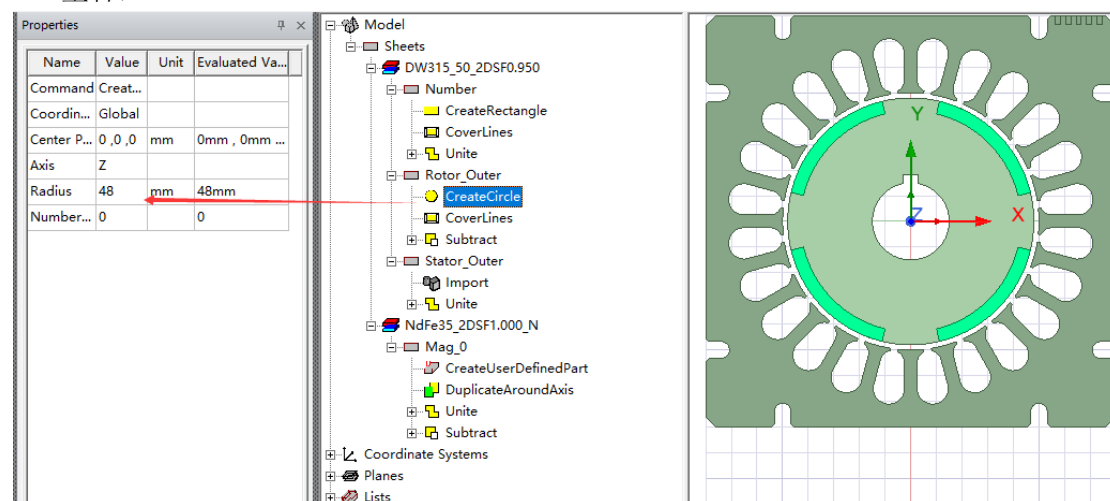 Properties
Name Value Unit Evaluated Va...
Command Creat...
Coordin... Global
Center P... 0 ,0 ,0 mm 0mm , 0mm ...
Axis Z
Radius 48 mm 48mm
Number... 0 0
Model
Sheets
DW315_50_2DSF0.950
Number
CreateRectangle
CoverLines
Unite
Rotor_Outer
CreateCircle
CoverLines
Subtract
Stator_Outer
Import
Unite
NdFe35_2DSF1.000_N
Mag_0
CreateUserDefinedPart
DuplicateAroundAxis
Unite
Subtract
Coordinate Systems
Planes
Lists
Y
Z
X